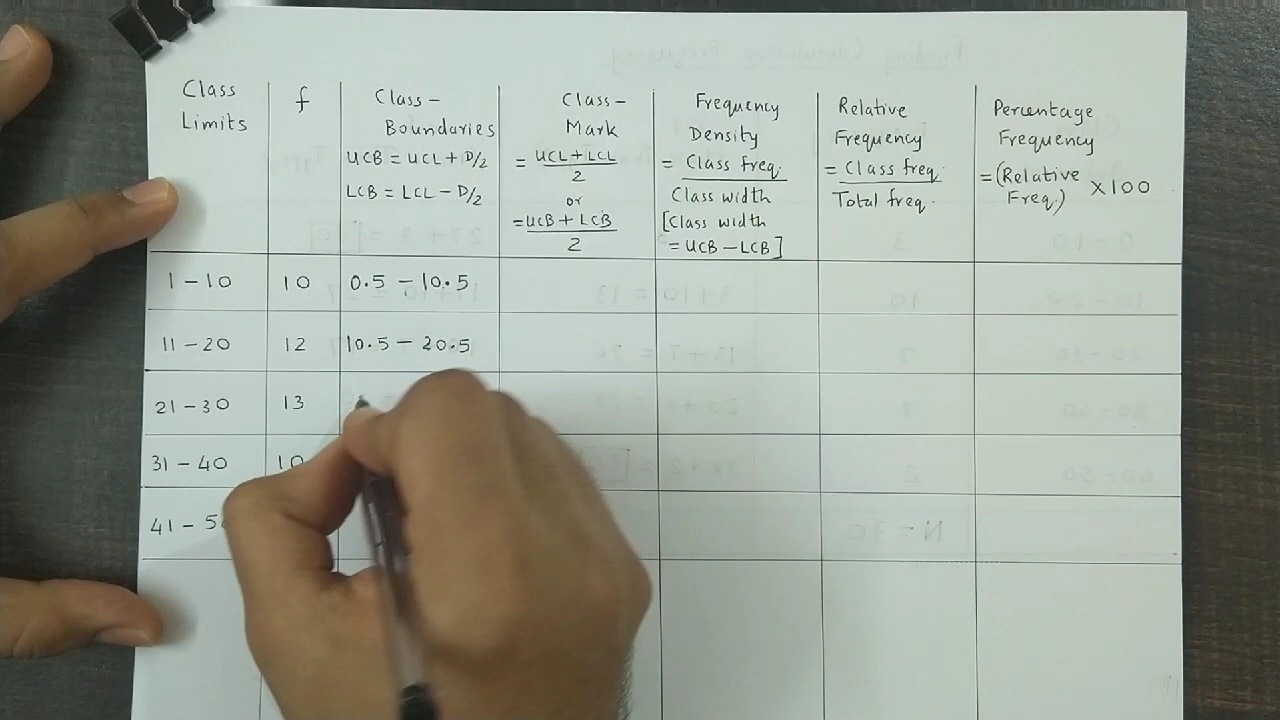 Class Limits
f
Class-Boundaries
UCB = UCL + D/2
LCB = LCL - D/2
Class-Mark
= UCL + LCL / 2
or
= UCB + LCB / 2
Frequency Density
= Class freq. / Class width
[Class width
= UCB - LCB]
Relative Frequency
= Class freq. / Total freq.
Percentage Frequency
= (Relative Freq.) X 100
1 - 10 10 0.5 - 10.5
11 - 20 12 10.5 - 20.5
21 - 30 13
31 - 40 10
41 -